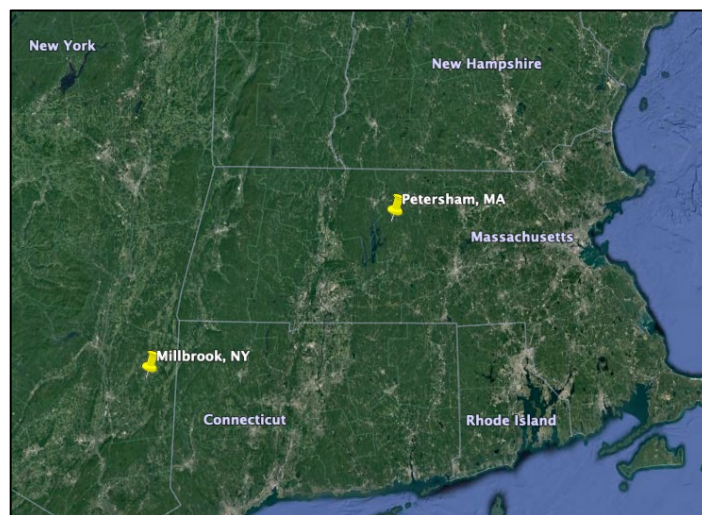 New York
New Hampshire
Petersham, MA
Massachusetts
Millbrook, NY
Connecticut
Rhode Island